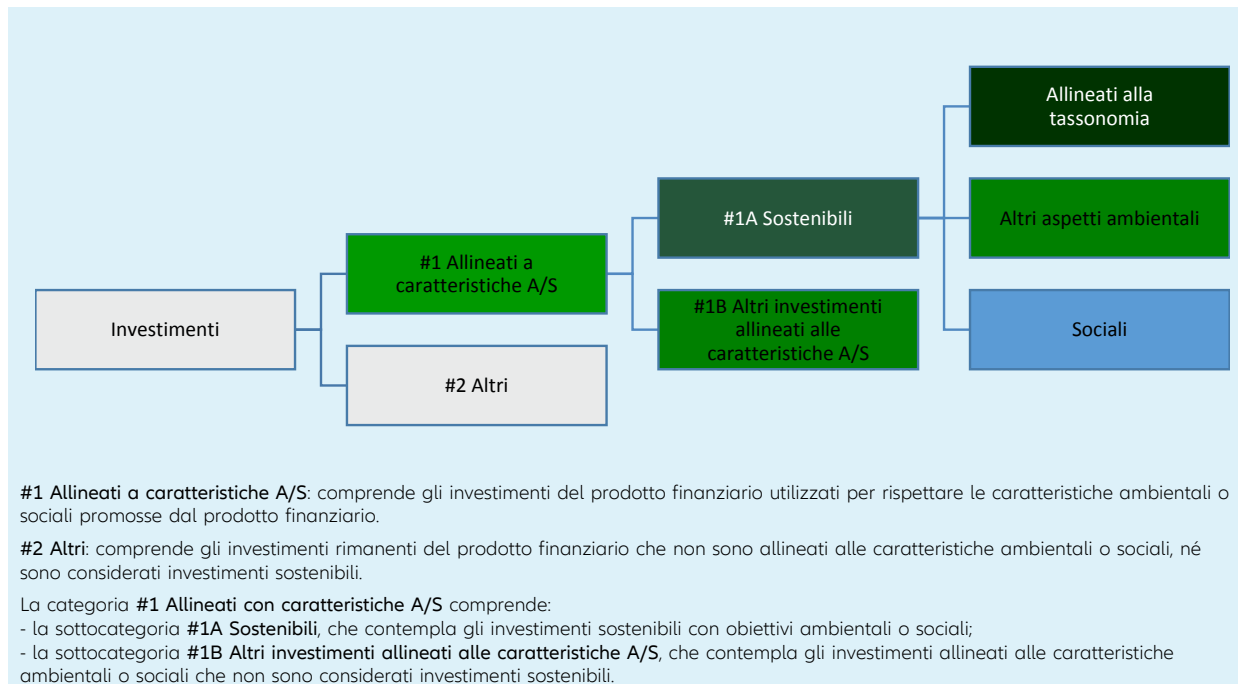 Allineati alla
tassonomia
#1A Sostenibili
Altri aspetti ambientali
#1 Allineati a
caratteristiche A/S
Investimenti
#1B Altri investimenti
allineati alle
caratteristiche A/S
Sociali
#2 Altri
#1 Allineati a caratteristiche A/S: comprende gli investimenti del prodotto finanziario utilizzati per rispettare le caratteristiche ambientali o
sociali promosse dal prodotto finanziario.
#2 Altri: comprende gli investimenti rimanenti del prodotto finanziario che non sono allineati alle caratteristiche ambientali o sociali, né
sono considerati investimenti sostenibili.
La categoria #1 Allineati con caratteristiche A/S comprende:
- la sottocategoria #1A Sostenibili, che contempla gli investimenti sostenibili con obiettivi ambientali o sociali;
- la sottocategoria #1B Altri investimenti allineati alle caratteristiche A/S, che contempla gli investimenti allineati alle caratteristiche
ambientali o sociali che non sono considerati investimenti sostenibili.